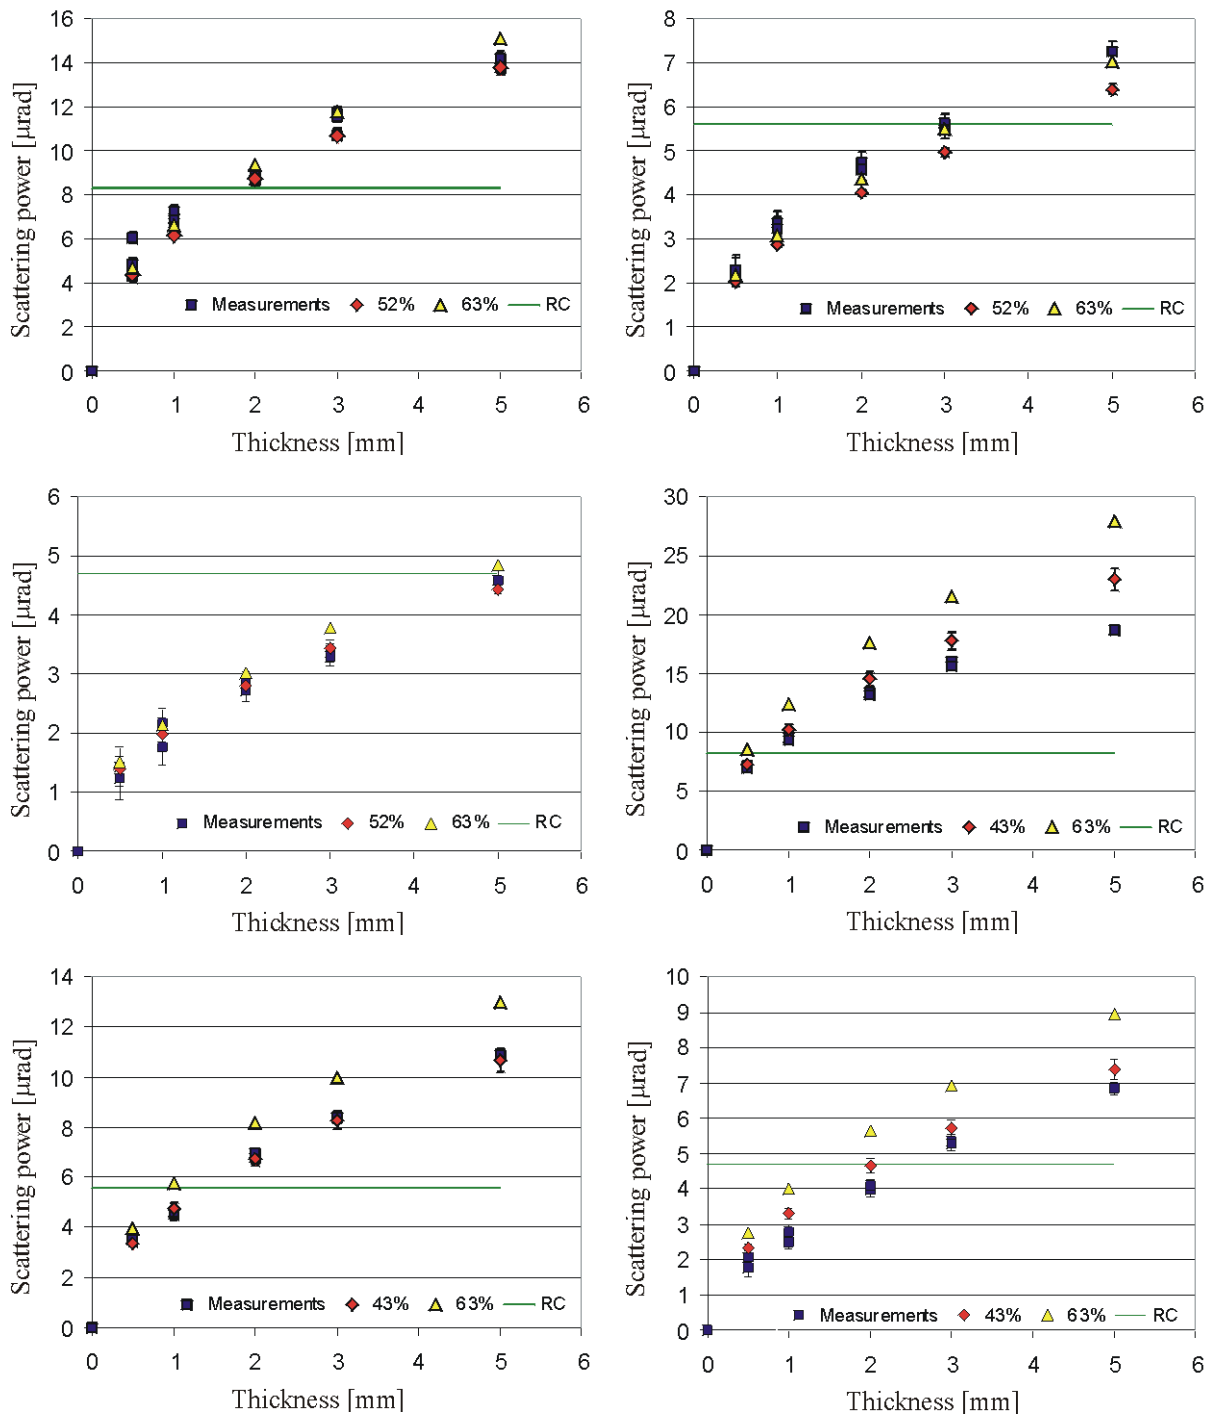 16
14
12
10
8
6
4
2
0
Scattering power [µrad]
Measurements 52% 63% RC
0 1 2 3 4 5 6
Thickness [mm]
8
7
6
5
4
3
2
1
0
Scattering power [µrad]
Measurements 52% 63% RC
0 1 2 3 4 5 6
Thickness [mm]
6
5
4
3
2
1
0
Scattering power [µrad]
Measurements 52% 63% RC
0 1 2 3 4 5 6
Thickness [mm]
30
25
20
15
10
5
0
Scattering power [µrad]
Measurements 43% 63% RC
0 1 2 3 4 5 6
Thickness [mm]
14
12
10
8
6
4
2
0
Scattering power [µrad]
Measurements 43% 63% RC
0 1 2 3 4 5 6
Thickness [mm]
10
9
8
7
6
5
4
3
2
1
0
Scattering power [µrad]
Measurements 43% 63% RC
0 1 2 3 4 5 6
Thickness [mm]